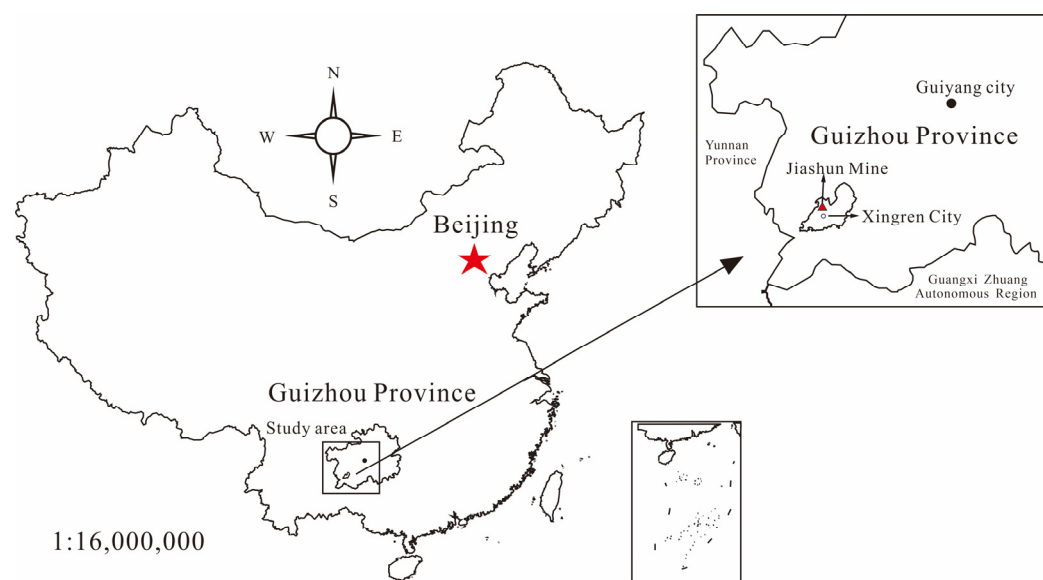 N
W
E
S
Beijing
Guizhou Province
Study area
1:16,000,000
Guiyang city
Guizhou Province
Yunnan
Province
Jiashun Mine
Xingren City
Guangxi Zhuang
Autonomous Region